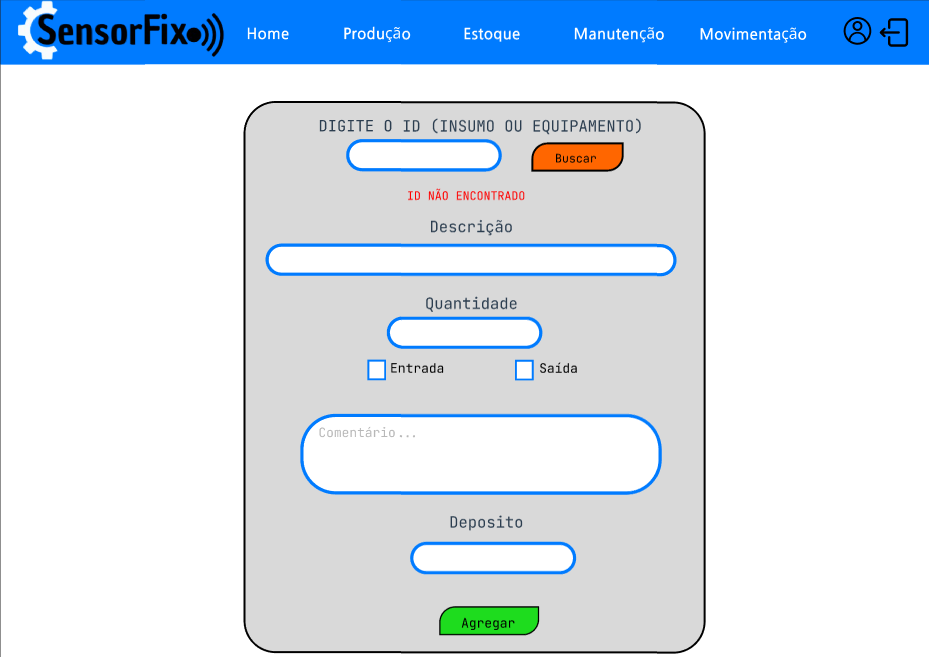 SensorFix Home Produção Estoque Manutenção Movimentação
DIGITE O ID (INSUMO OU EQUIPAMENTO)
Buscar
ID NÃO ENCONTRADO
Descrição
Quantidade
Entrada Saída
Comentário...
Deposito
Agregar